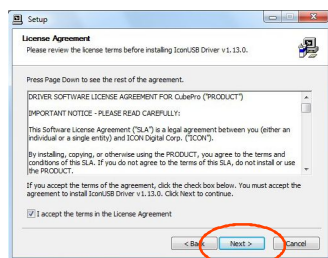 Setup
License Agreement
Please review the license terms before installing IconUSB Driver v1.13.0.
Press Page Down to see the rest of the agreement.
DRIVER SOFTWARE LICENSE AGREEMENT FOR CubePro ("PRODUCT")
IMPORTANT NOTICE - PLEASE READ CAREFULLY:
This Software License Agreement ("SLA") is a legal agreement between you (either an
individual or a single entity) and ICON Digital Corp. ("ICON").
By installing, copying, or otherwise using the PRODUCT, you agree to the terms and
conditions of this SLA. If you do not agree to the terms of this SLA, do not install or use
the PRODUCT.
If you accept the terms of the agreement, click the check box below. You must accept the
agreement to install IconUSB Driver v1.13.0. Click Next to continue.
I accept the terms in the License Agreement
< Back Next > Cancel